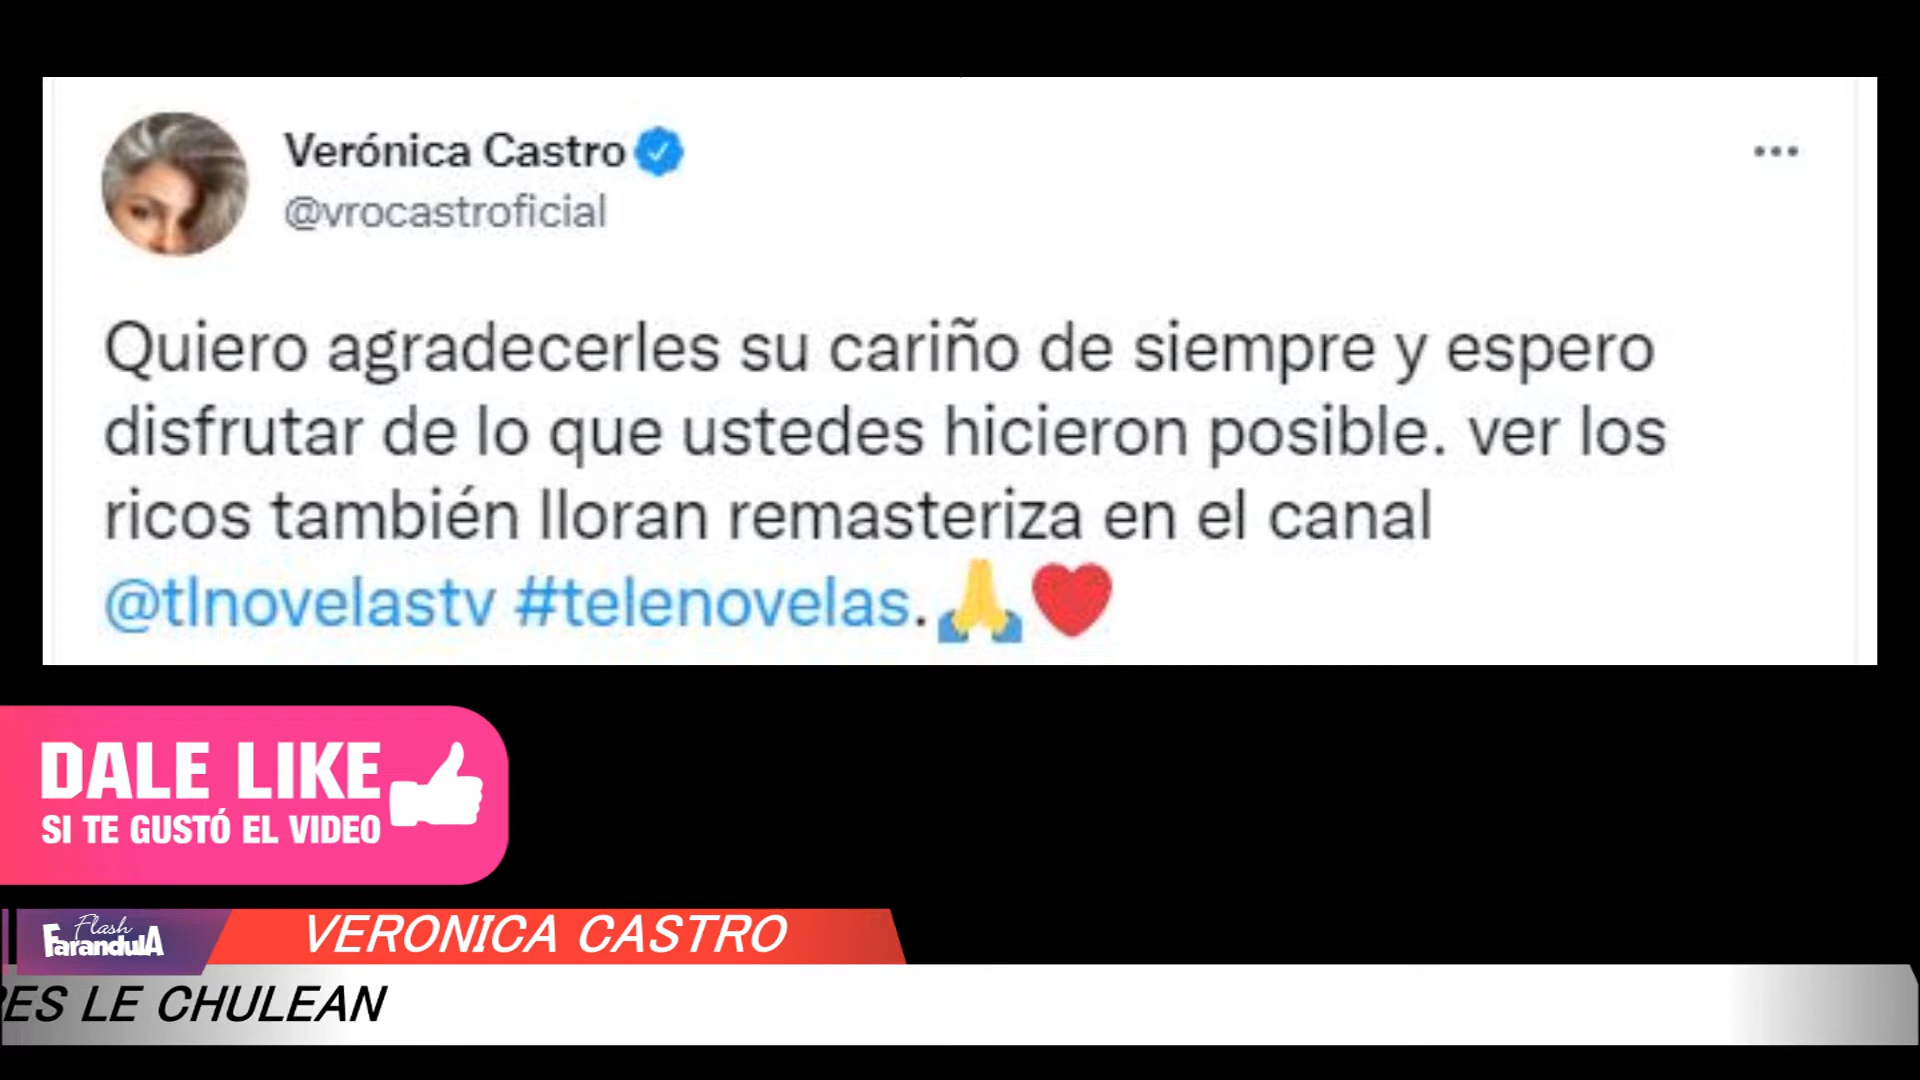 Verónica Castro
@vrocastroficial
Quiero agradecerles su cariño de siempre y espero
disfrutar de lo que ustedes hicieron posible. ver los
ricos también lloran remasteriza en el canal
@tlnovelastv #telenovelas.🙏❤️
DALE LIKE
SI TE GUSTÓ EL VIDEO
Flash
FarandulA
VERONICA CASTRO
ES LE CHULEAN